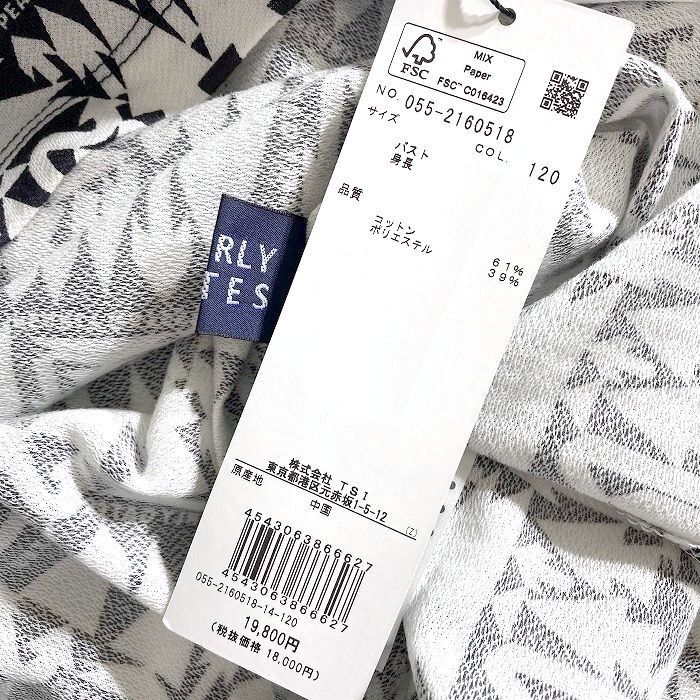 PEA
MIX
Paper
FSC™ C016423
FSC
NO. 055-2160518
サイズ
COL. 120
バスト
身長
品質
コットン 61%
ポリエステル 39%
RLY
TES
株式会社 TSI
東京都港区元赤坂1-5-12
原産地 中国 (Z)
4543063866627
4543063866627
055-2160518-14-120
19,800円
(税抜価格 18,000円)